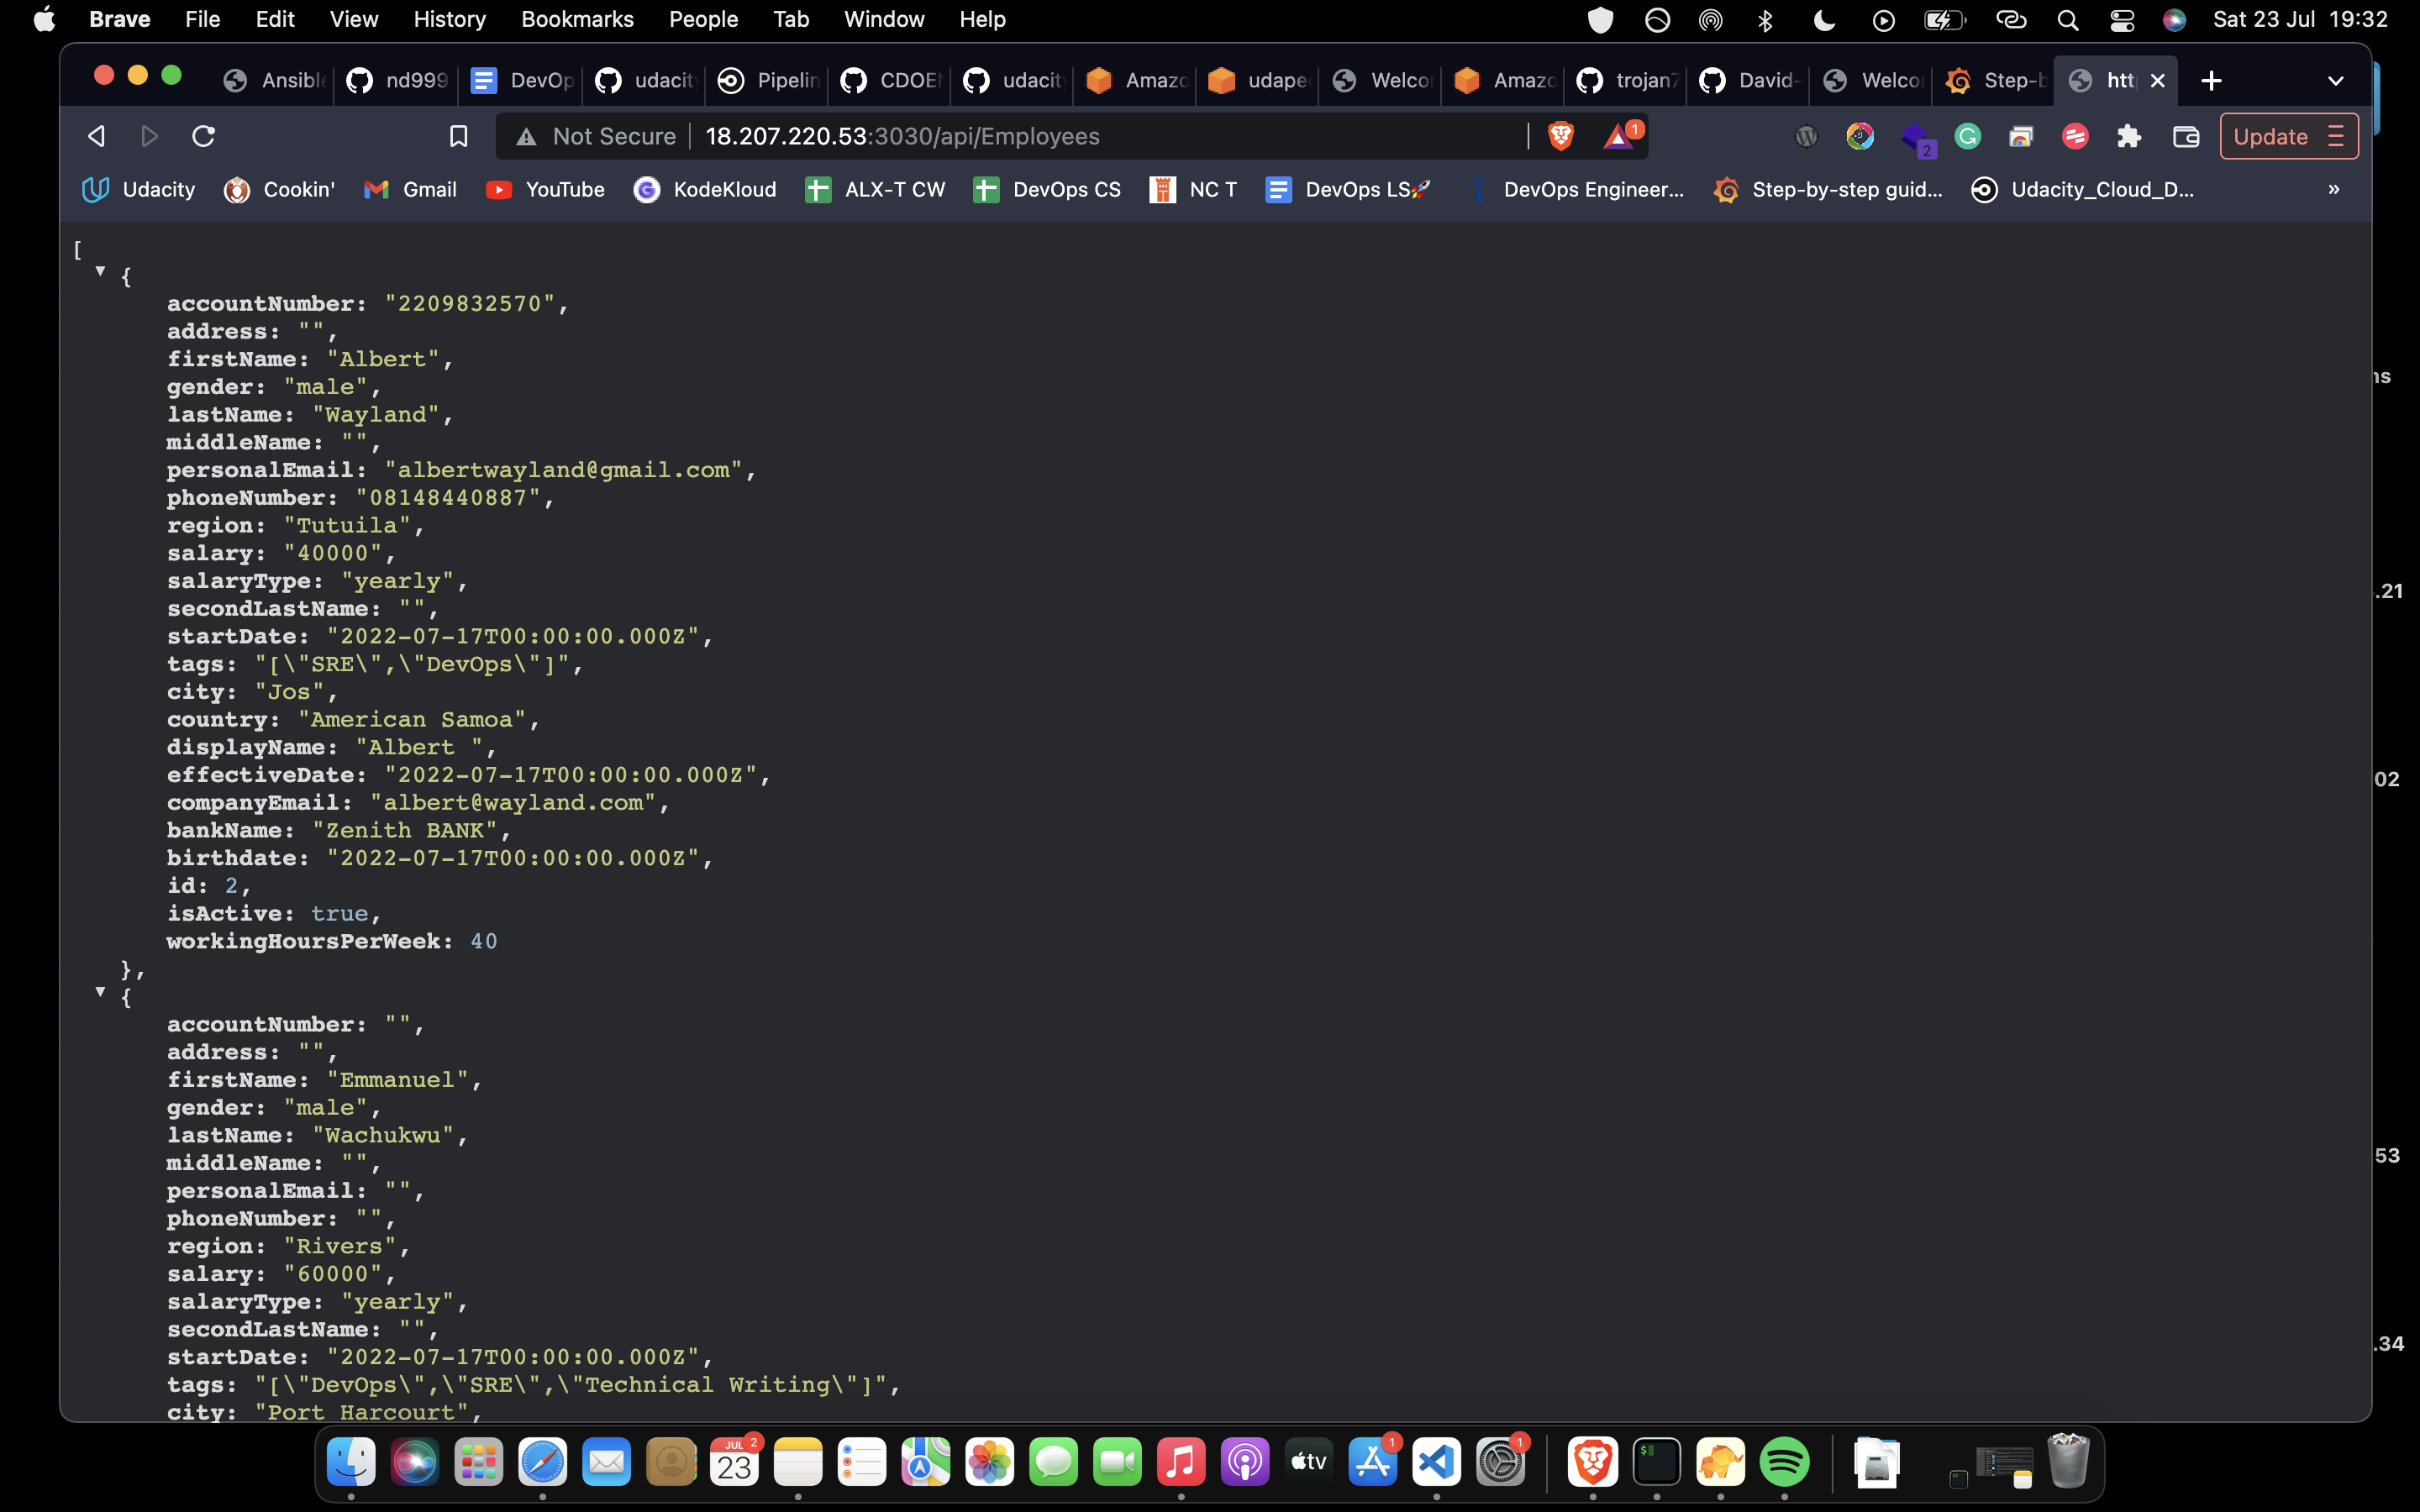 Brave File Edit View History Bookmarks People Tab Window Help Sat 23 Jul 19:32
Ansible nd999 DevOp udacit Pipelin CDOEN udacit Amazo udape Welco Amazo trojan7 David- Welco Step-b htt
Not Secure 18.207.220.53:3030/api/Employees 1 2 Update
Udacity Cookin' Gmail YouTube KodeKloud ALX-T CW DevOps CS NC T DevOps LS🚀 DevOps Engineer... Step-by-step guid... Udacity_Cloud_D... »
[
{
accountNumber: "2209832570",
address: "",
firstName: "Albert",
gender: "male",
lastName: "Wayland",
middleName: "",
personalEmail: "albertwayland@gmail.com",
phoneNumber: "08148440887",
region: "Tutuila",
salary: "40000",
salaryType: "yearly",
secondLastName: "",
startDate: "2022-07-17T00:00:00.000Z",
tags: "[\"SRE\",\"DevOps\"]",
city: "Jos",
country: "American Samoa",
displayName: "Albert ",
effectiveDate: "2022-07-17T00:00:00.000Z",
companyEmail: "albert@wayland.com",
bankName: "Zenith BANK",
birthdate: "2022-07-17T00:00:00.000Z",
id: 2,
isActive: true,
workingHoursPerWeek: 40
},
{
accountNumber: "",
address: "",
firstName: "Emmanuel",
gender: "male",
lastName: "Wachukwu",
middleName: "",
personalEmail: "",
phoneNumber: "",
region: "Rivers",
salary: "60000",
salaryType: "yearly",
secondLastName: "",
startDate: "2022-07-17T00:00:00.000Z",
tags: "[\"DevOps\",\"SRE\",\"Technical Writing\"]",
city: "Port Harcourt",
ns
.21
02
53
.34
JUL 2
23
tv
1
1